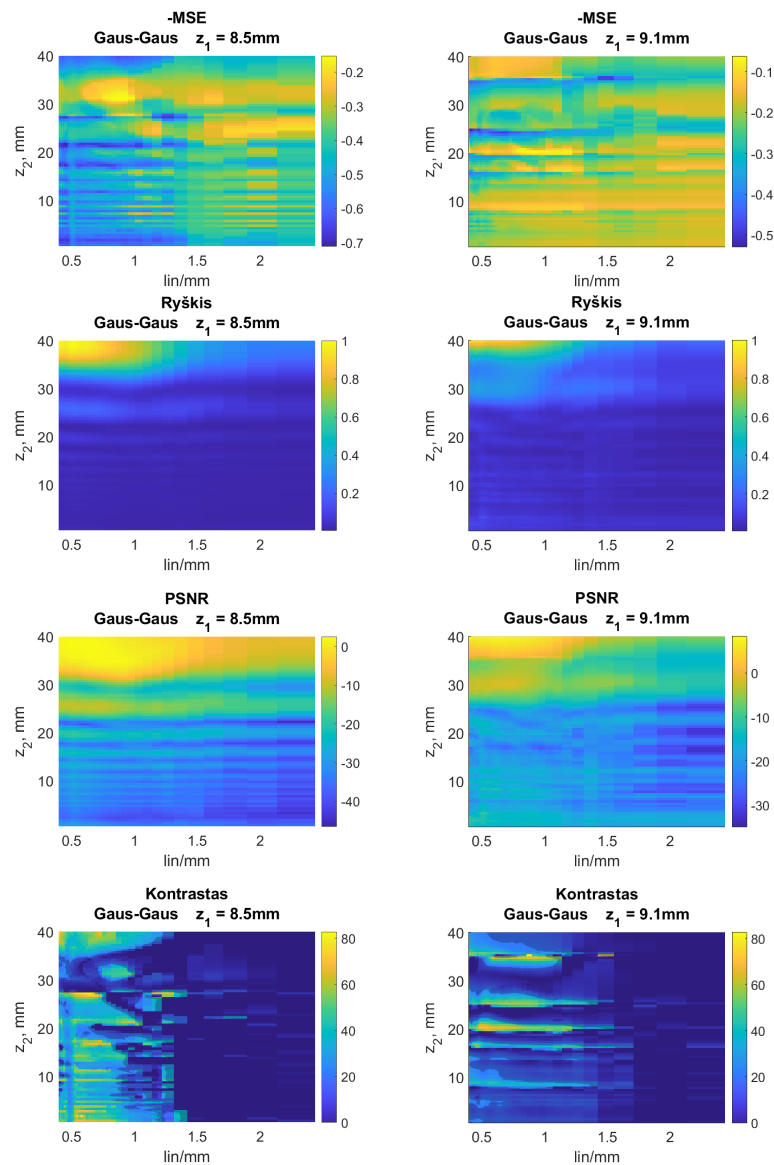 -MSE
Gaus-Gaus z1 = 8.5mm
40
30
20
10
z2, mm
0.5 1 1.5 2
lin/mm
-0.2
-0.3
-0.4
-0.5
-0.6
-0.7
-MSE
Gaus-Gaus z1 = 9.1mm
40
30
20
10
z2, mm
0.5 1 1.5 2
lin/mm
-0.1
-0.2
-0.3
-0.4
-0.5
Ryškis
Gaus-Gaus z1 = 8.5mm
40
30
20
10
z2, mm
0.5 1 1.5 2
lin/mm
1
0.8
0.6
0.4
0.2
Ryškis
Gaus-Gaus z1 = 9.1mm
40
30
20
10
z2, mm
0.5 1 1.5 2
lin/mm
1
0.8
0.6
0.4
0.2
PSNR
Gaus-Gaus z1 = 8.5mm
40
30
20
10
z2, mm
0.5 1 1.5 2
lin/mm
0
-10
-20
-30
-40
PSNR
Gaus-Gaus z1 = 9.1mm
40
30
20
10
z2, mm
0.5 1 1.5 2
lin/mm
0
-10
-20
-30
Kontrastas
Gaus-Gaus z1 = 8.5mm
40
30
20
10
z2, mm
0.5 1 1.5 2
lin/mm
80
60
40
20
0
Kontrastas
Gaus-Gaus z1 = 9.1mm
40
30
20
10
z2, mm
0.5 1 1.5 2
lin/mm
80
60
40
20
0